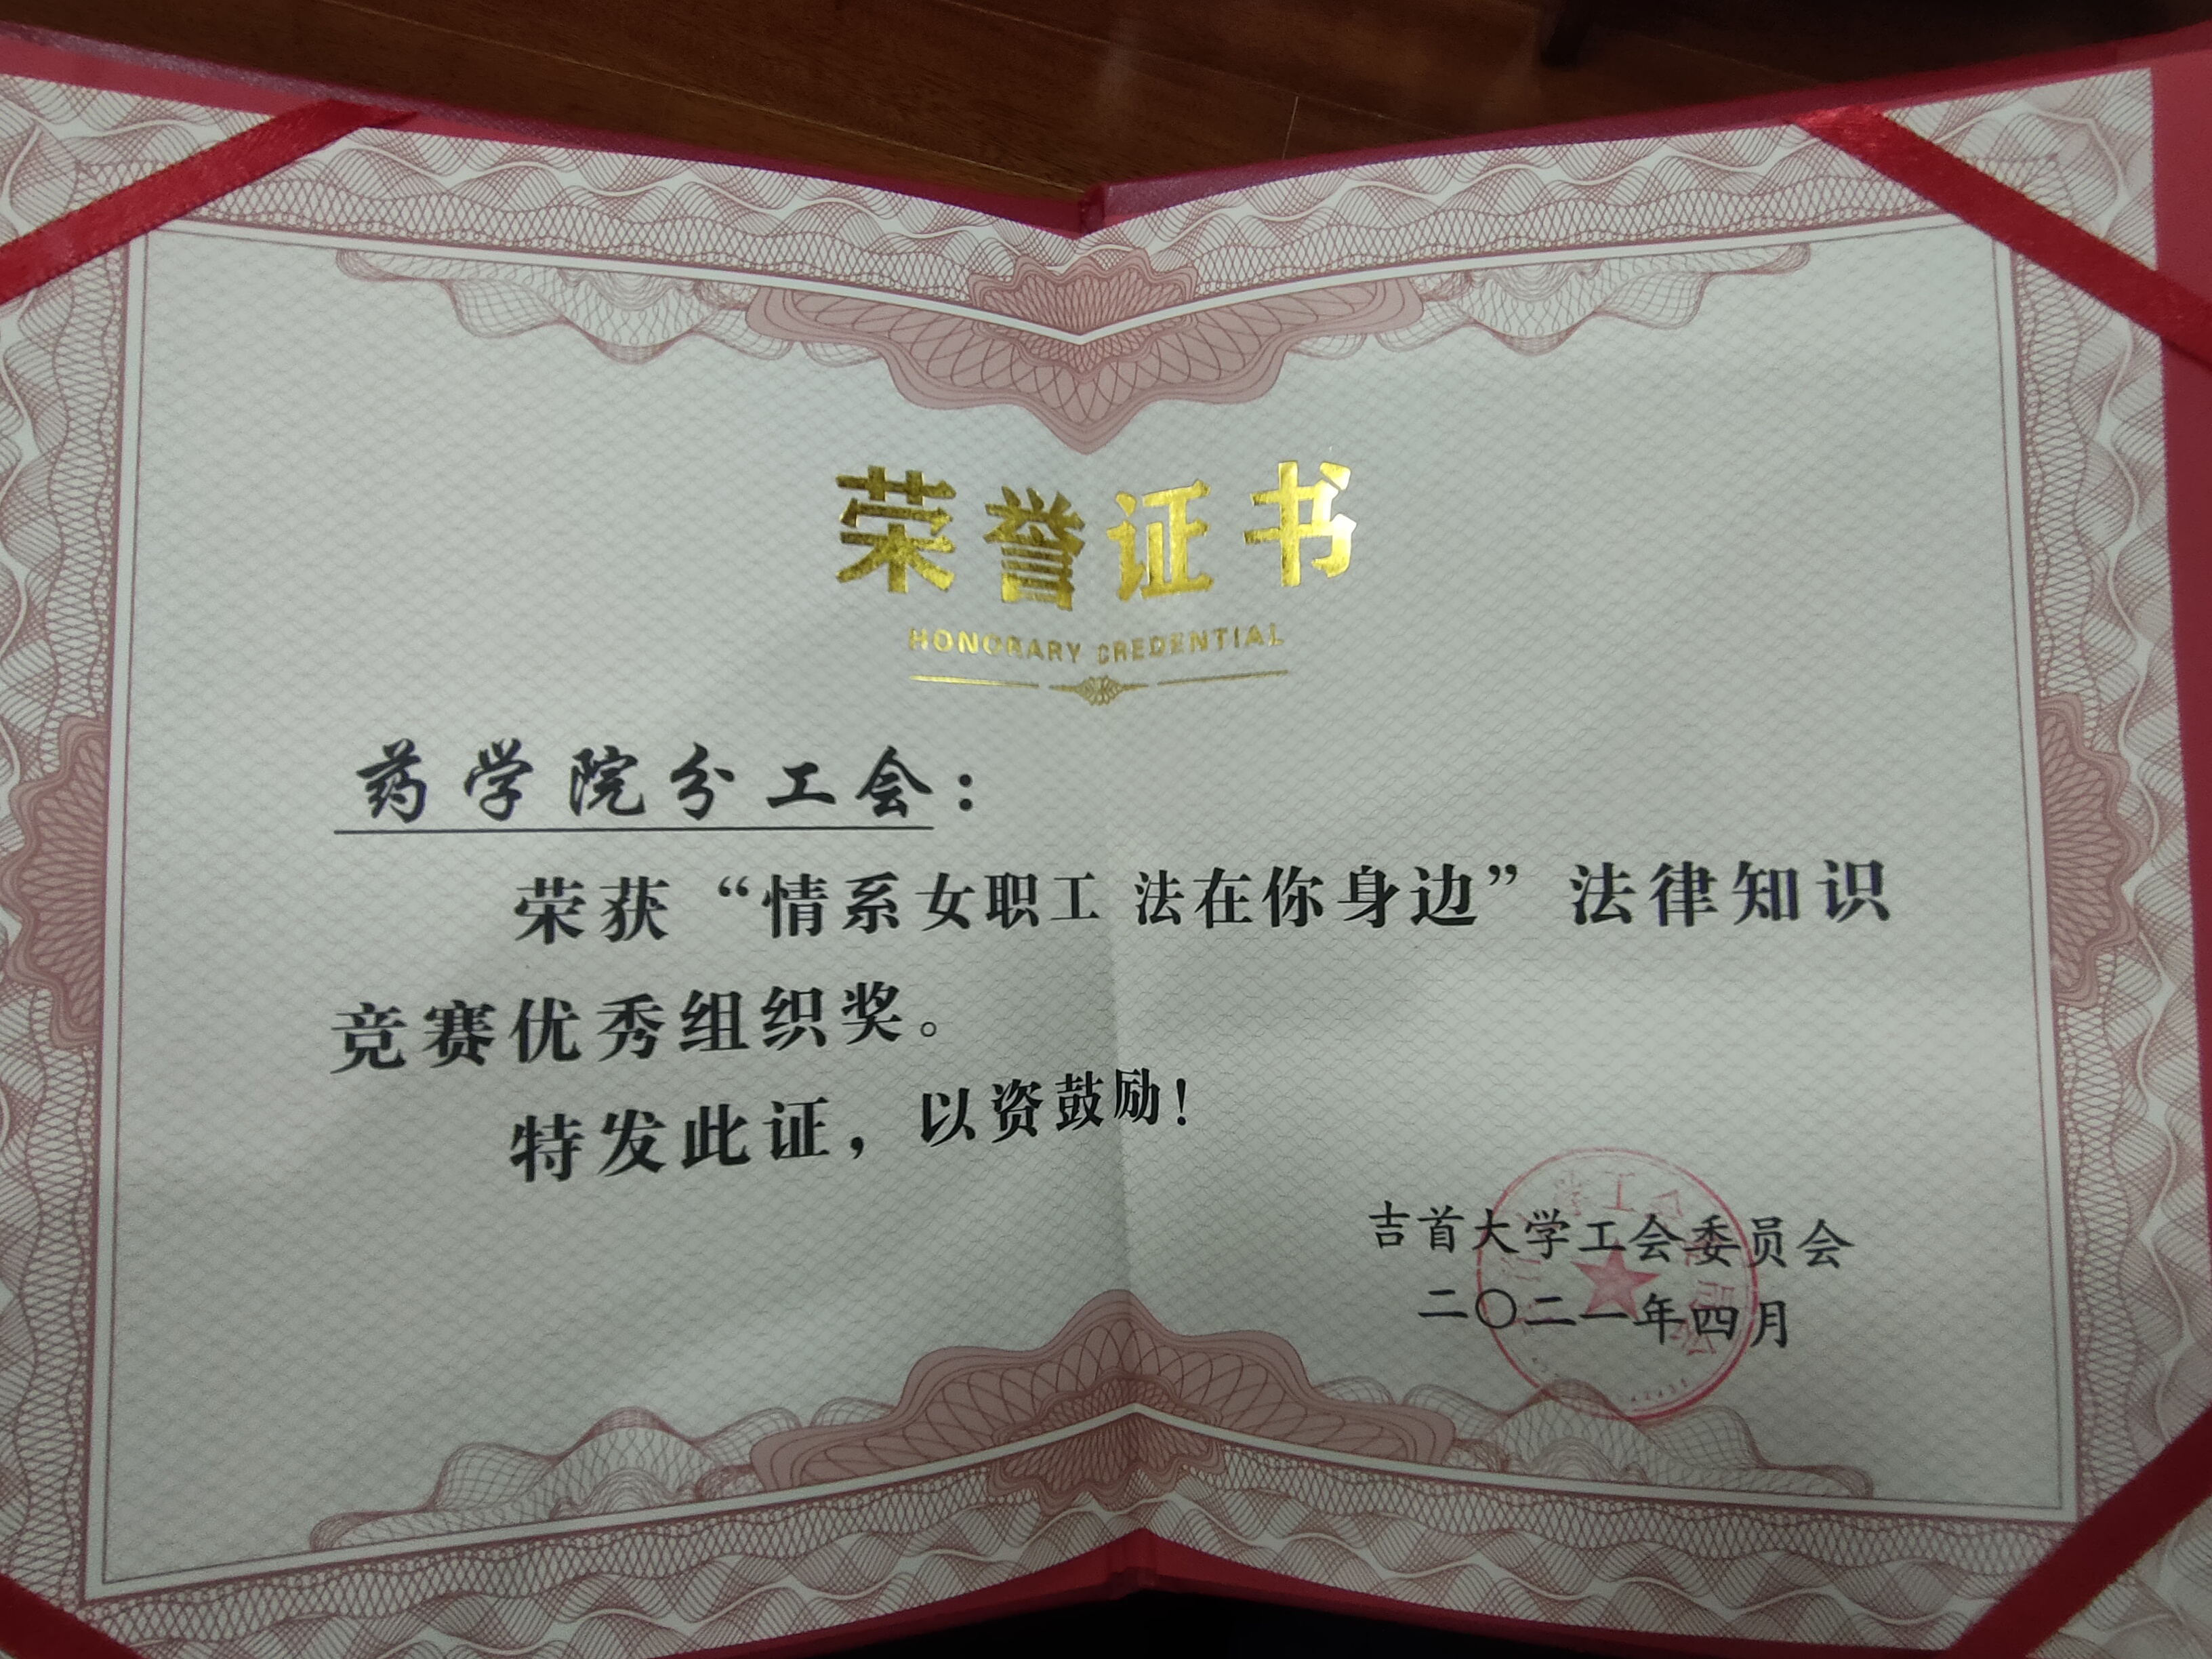 荣誉证书
HONORARY CREDENTIAL
药学院分工会：
荣获“情系女职工 法在你身边”法律知识
竞赛优秀组织奖。
特发此证，以资鼓励！
吉首大学工会委员会
二〇二一年四月